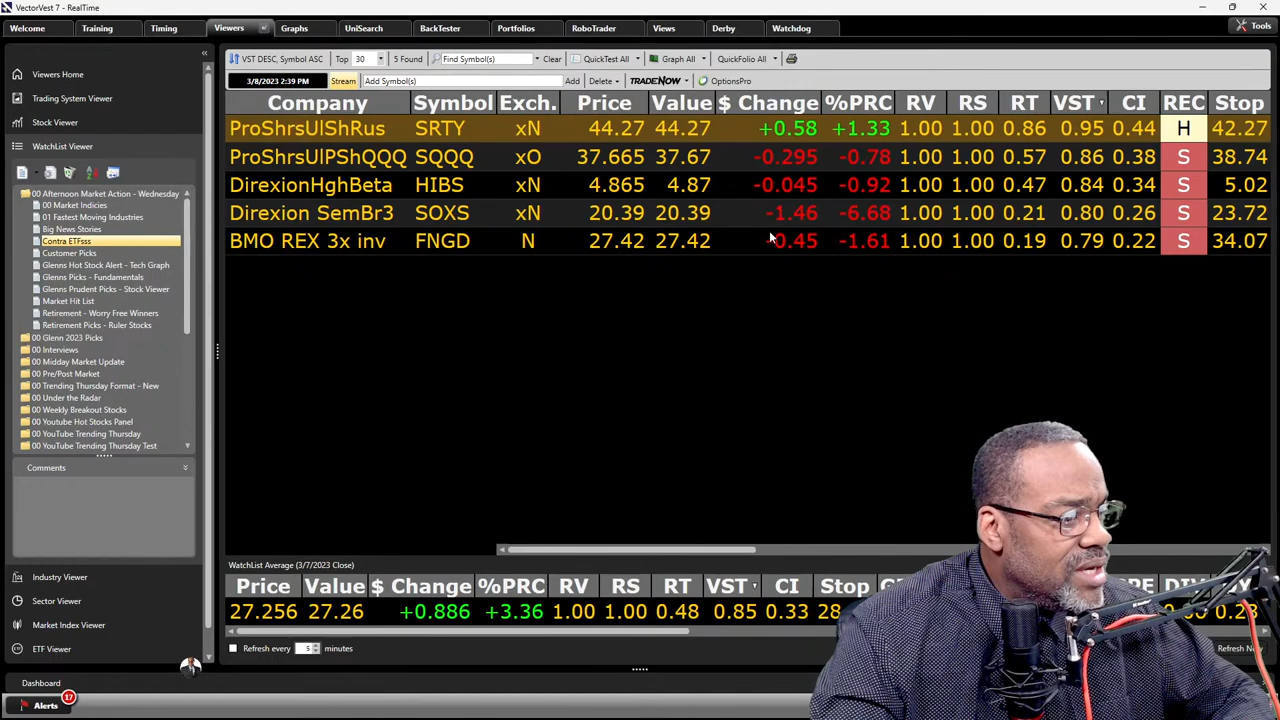 VectorVest 7 - RealTime
Welcome Training Timing Viewers Graphs UniSearch BackTester Portfolios RoboTrader Views Derby Watchdog Tools
VST DESC, Symbol ASC Top 30 5 Found Find Symbol(s) Clear QuickTest All Graph All QuickFolio All
3/8/2023 2:39 PM Stream Add Symbol(s) Add Delete TRADENOW OptionsPro
Company Symbol Exch. Price Value $ Change %PRC RV RS RT VST CI REC Stop
ProShrsUlShRus SRTY xN 44.27 44.27 +0.58 +1.33 1.00 1.00 0.86 0.95 0.44 H 42.27
ProShrsUlPShQQQ SQQQ xO 37.665 37.67 -0.295 -0.78 1.00 1.00 0.57 0.86 0.38 S 38.74
DirexionHghBeta HIBS xN 4.865 4.87 -0.045 -0.92 1.00 1.00 0.47 0.84 0.34 S 5.02
Direxion SemBr3 SOXS xN 20.39 20.39 -1.46 -6.68 1.00 1.00 0.21 0.80 0.26 S 23.72
BMO REX 3x inv FNGD N 27.42 27.42 -0.45 -1.61 1.00 1.00 0.19 0.79 0.22 S 34.07
Viewers Home
Trading System Viewer
Stock Viewer
WatchList Viewer
00 Afternoon Market Action - Wednesday
00 Market Indicies
01 Fastest Moving Industries
Big News Stories
Contra ETFsss
Customer Picks
Glenns Hot Stock Alert - Tech Graph
Glenns Picks - Fundamentals
Glenns Prudent Picks - Stock Viewer
Market Hit List
Retirement - Worry Free Winners
Retirement Picks - Ruler Stocks
00 Glenn 2023 Picks
00 Interviews
00 Midday Market Update
00 Pre/Post Market
00 Trending Thursday Format - New
00 Under the Radar
00 Weekly Breakout Stocks
00 Youtube Hot Stocks Panel
00 YouTube Trending Thursday
00 YouTube Trending Thursday Test
Comments
Industry Viewer
Sector Viewer
Market Index Viewer
ETF Viewer
WatchList Average (3/7/2023 Close)
Price Value $ Change %PRC RV RS RT VST CI Stop
27.256 27.26 +0.886 +3.36 1.00 1.00 0.48 0.85 0.33
Refresh every 5 minutes
Refresh Now
Dashboard
Alerts 17